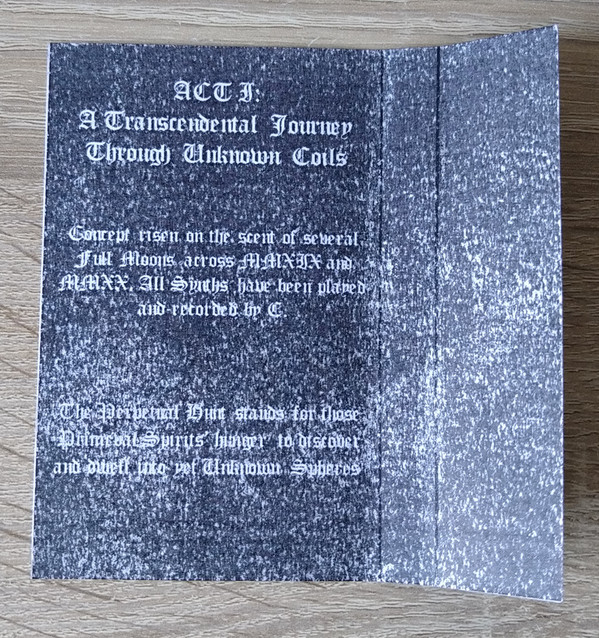 ACT I:
A Transcendental Journey
Through Unknown Coils
Concept risen on the scent of several
Full Moons across MMXIX and
MMXX. All Synths have been played
and recorded by E.
The Perpetual Hunt stands for those
Primeval Spirits hunger to discover
and dwell into yet Unknown Spheres